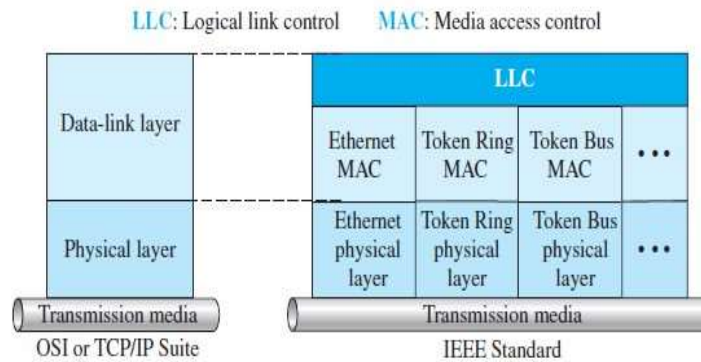 LLC: Logical link control MAC: Media access control
Data-link layer
Physical layer
Transmission media
OSI or TCP/IP Suite
LLC
Ethernet
MAC
Token Ring
MAC
Token Bus
MAC
•••
Ethernet
physical
layer
Token Ring
physical
layer
Token Bus
physical
layer
•••
Transmission media
IEEE Standard